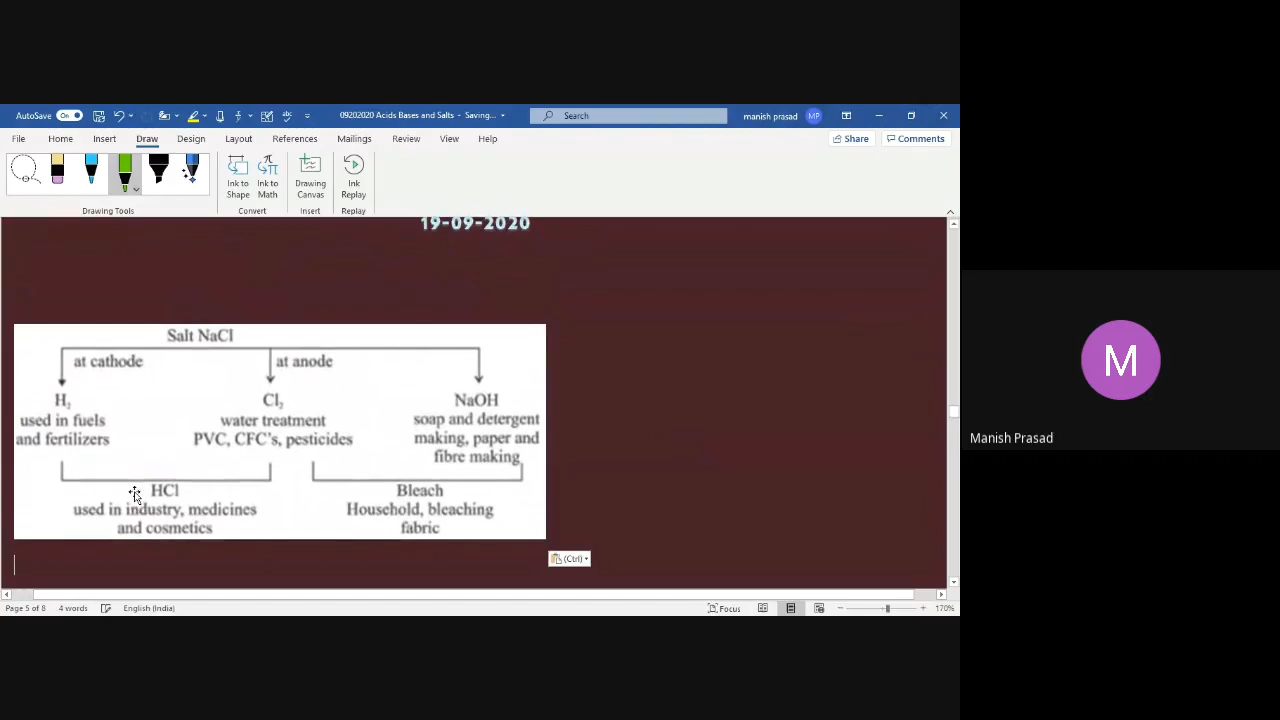 AutoSave On
09202020 Acids Bases and Salts - Saving...
Search
manish prasad MP
File Home Insert Draw Design Layout References Mailings Review View Help
Share Comments
Ink to Shape
Ink to Math
Drawing Canvas
Ink Replay
Drawing Tools Convert Insert Replay
19-09-2020
Salt NaCl
at cathode at anode
H₂ Cl₂ NaOH
used in fuels water treatment soap and detergent
and fertilizers PVC, CFC's, pesticides making, paper and
fibre making
HCl Bleach
used in industry, medicines Household, bleaching
and cosmetics fabric
(Ctrl)
Page 5 of 8 4 words English (India) Focus 170%
M
Manish Prasad